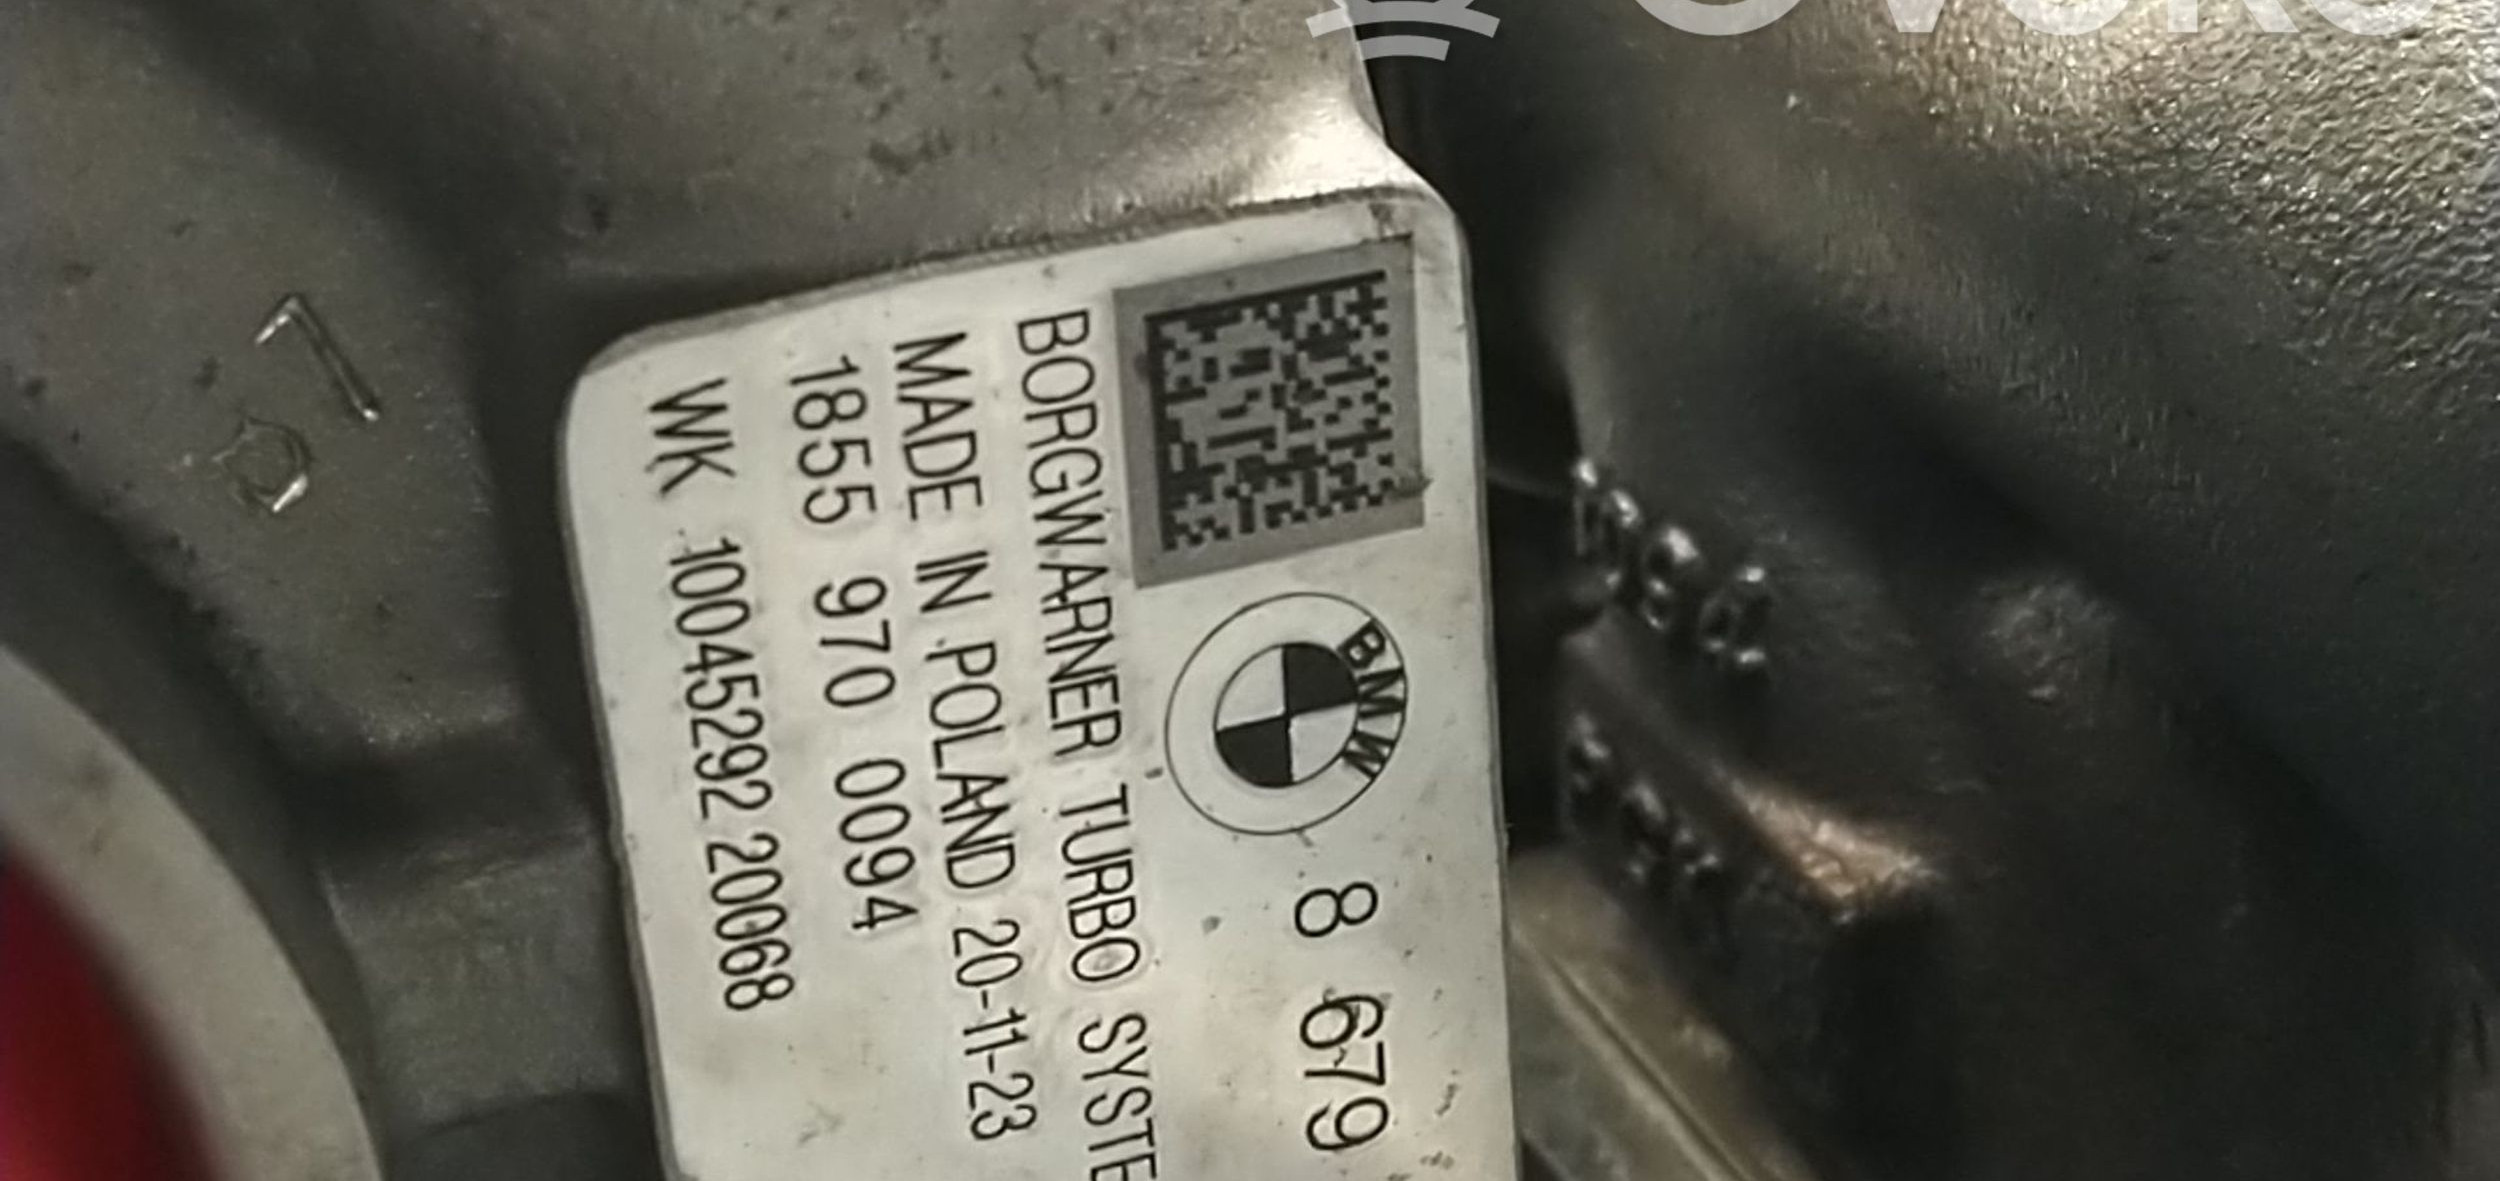 BMW 8 679
BORGWARNER TURBO SYSTE
MADE IN POLAND 20-11-23
1855 970 0094
WK 10045292 20068